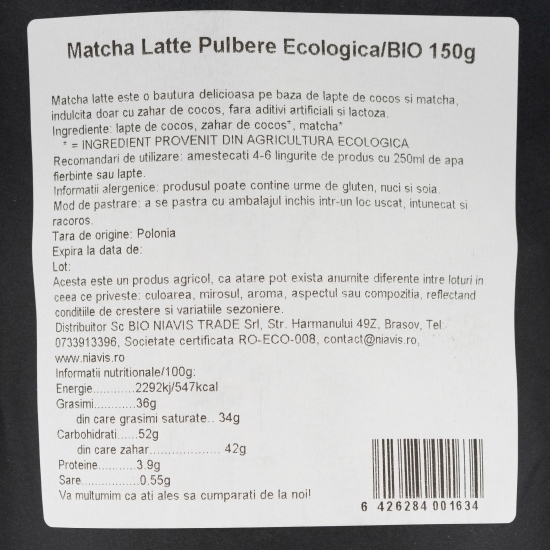 Matcha Latte Pulbere Ecologica/BIO 150g
Matcha latte este o bautura delicioasa pe baza de lapte de cocos si matcha,
indulcita doar cu zahar de cocos, fara aditivi artificiali si lactoza.
Ingrediente: lapte de cocos, zahar de cocos*, matcha*
* = INGREDIENT PROVENIT DIN AGRICULTURA ECOLOGICA
Recomandari de utilizare: amestecati 4-6 lingurite de produs cu 250ml de apa
fierbinte sau lapte.
Informatii alergenice: produsul poate contine urme de gluten, nuci si soia.
Mod de pastrare: a se pastra cu ambalajul inchis intr-un loc uscat, intunecat si
racoros.
Tara de origine: Polonia
Expira la data de:
Lot:
Acesta este un produs agricol, ca atare pot exista anumite diferente intre loturi in
ceea ce priveste: culoarea, mirosul, aroma, aspectul sau compozitia, reflectand
conditiile de crestere si variatiile sezoniere.
Distribuitor Sc BIO NIAVIS TRADE Srl, Str. Harmanului 49Z, Brasov, Tel.
0733913396, Societate certificata RO-ECO-008, contact@niavis.ro,
www.niavis.ro
Informatii nutritionale/100g:
Energie............2292kj/547kcal
Grasimi............36g
din care grasimi saturate.. 34g
Carbohidrati......52g
din care zahar..................... 42g
Proteine...........3.9g
Sare.................0.55g
Va multumim ca ati ales sa cumparati de la noi!
6 426284 001634